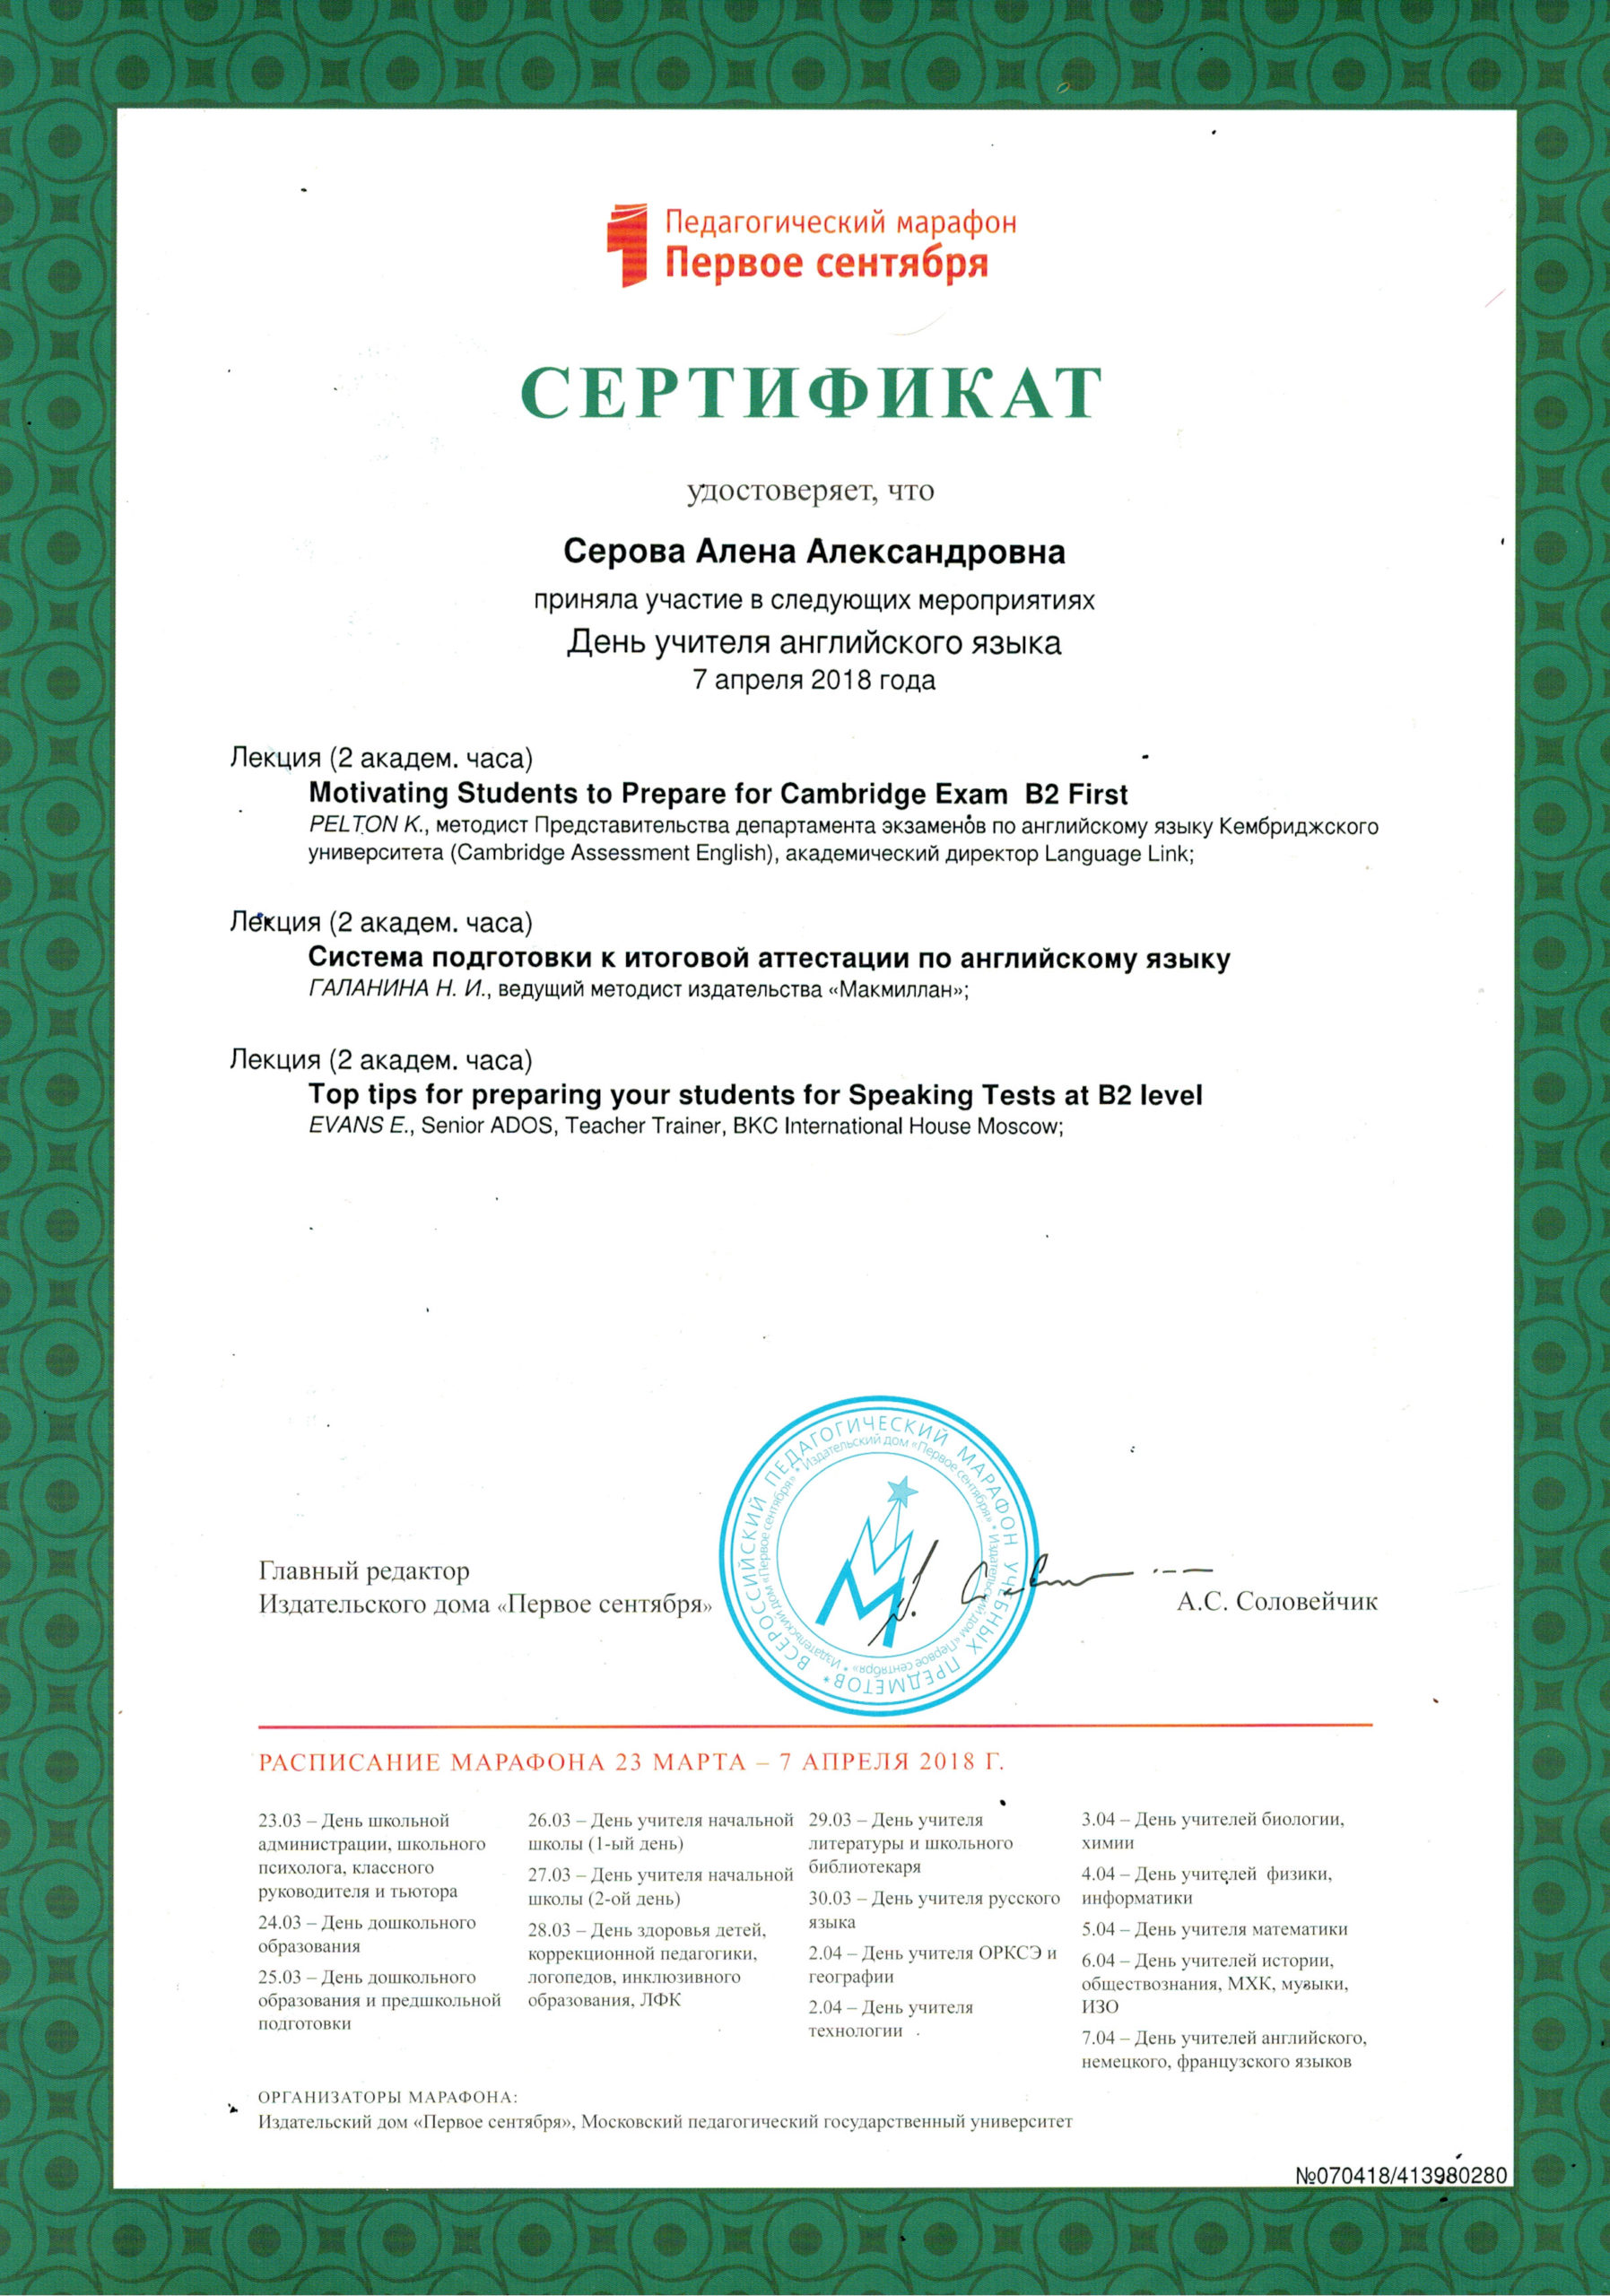 Педагогический марафон
Первое сентября
СЕРТИФИКАТ
удостоверяет, что
Серова Алена Александровна
приняла участие в следующих мероприятиях
День учителя английского языка
7 апреля 2018 года
Лекция (2 академ. часа)
Motivating Students to Prepare for Cambridge Exam B2 First
PELTON K., методист Представительства департамента экзаменов по английскому языку Кембриджского
университета (Cambridge Assessment English), академический директор Language Link;
Лекция (2 академ. часа)
Система подготовки к итоговой аттестации по английскому языку
ГАЛАНИНА Н. И., ведущий методист издательства «Макмиллан»;
Лекция (2 академ. часа)
Top tips for preparing your students for Speaking Tests at B2 level
EVANS E., Senior ADOS, Teacher Trainer, BKC International House Moscow;
ВСЕРОССИЙСКИЙ ПЕДАГОГИЧЕСКИЙ МАРАФОН УЧЕБНЫХ ПРЕДМЕТОВ*
Издательский дом «Первое сентября» * Издательский дом «Первое сентября» * Издательский дом «Первое сентября» *
Главный редактор
Издательского дома «Первое сентября»
А.С. Соловейчик
РАСПИСАНИЕ МАРАФОНА 23 МАРТА – 7 АПРЕЛЯ 2018 Г.
23.03 – День школьной
администрации, школьного
психолога, классного
руководителя и тьютора
24.03 – День дошкольного
образования
25.03 – День дошкольного
образования и предшкольной
подготовки
26.03 – День учителя начальной
школы (1-ый день)
27.03 – День учителя начальной
школы (2-ой день)
28.03 – День здоровья детей,
коррекционной педагогики,
логопедов, инклюзивного
образования, ЛФК
29.03 – День учителя
литературы и школьного
библиотекаря
30.03 – День учителя русского
языка
2.04 – День учителя ОРКСЭ и
географии
2.04 – День учителя
технологии
3.04 – День учителей биологии,
химии
4.04 – День учителей физики,
информатики
5.04 – День учителя математики
6.04 – День учителей истории,
обществознания, МХК, музыки,
ИЗО
7.04 – День учителей английского,
немецкого, французского языков
ОРГАНИЗАТОРЫ МАРАФОНА:
Издательский дом «Первое сентября», Московский педагогический государственный университет
№070418/413980280